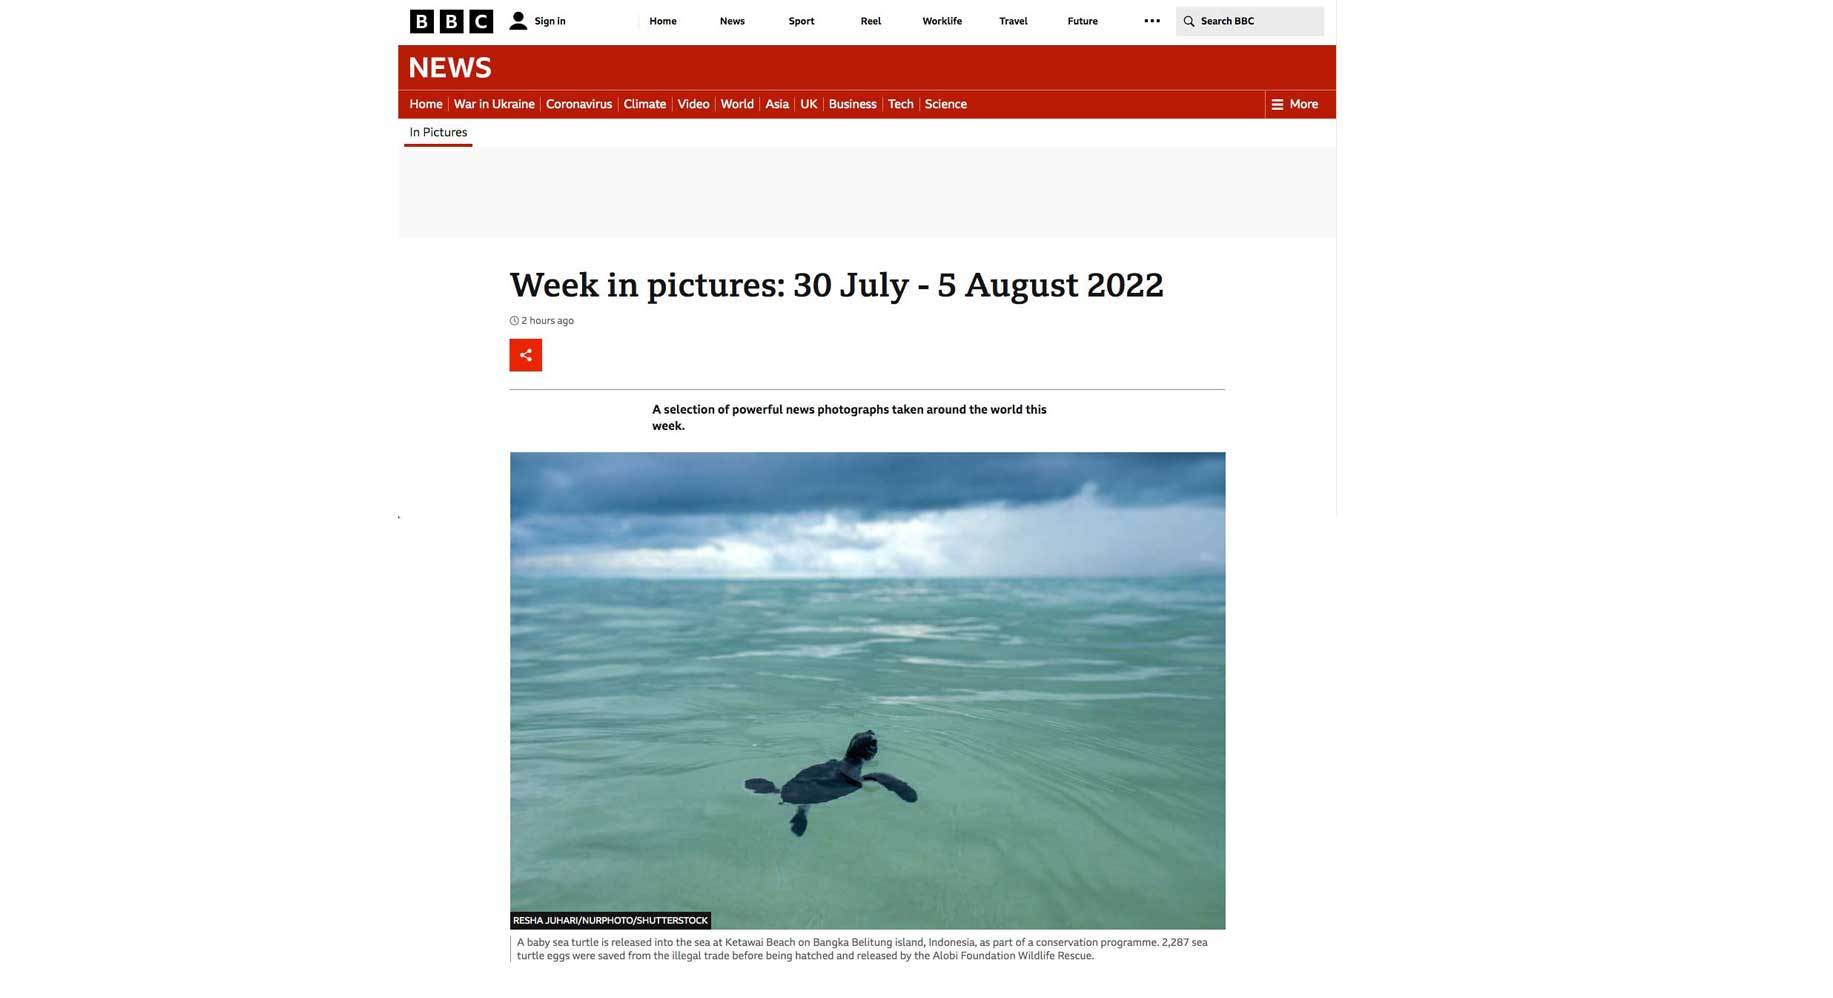 BBC Sign in Home News Sport Reel Worklife Travel Future ••• Search BBC
NEWS
Home War in Ukraine Coronavirus Climate Video World Asia UK Business Tech Science More
In Pictures
Week in pictures: 30 July - 5 August 2022
2 hours ago
A selection of powerful news photographs taken around the world this
week.
RESHA JUHARI/NURPHOTO/SHUTTERSTOCK
A baby sea turtle is released into the sea at Ketawai Beach on Bangka Belitung island, Indonesia, as part of a conservation programme. 2,287 sea
turtle eggs were saved from the illegal trade before being hatched and released by the Alobi Foundation Wildlife Rescue.